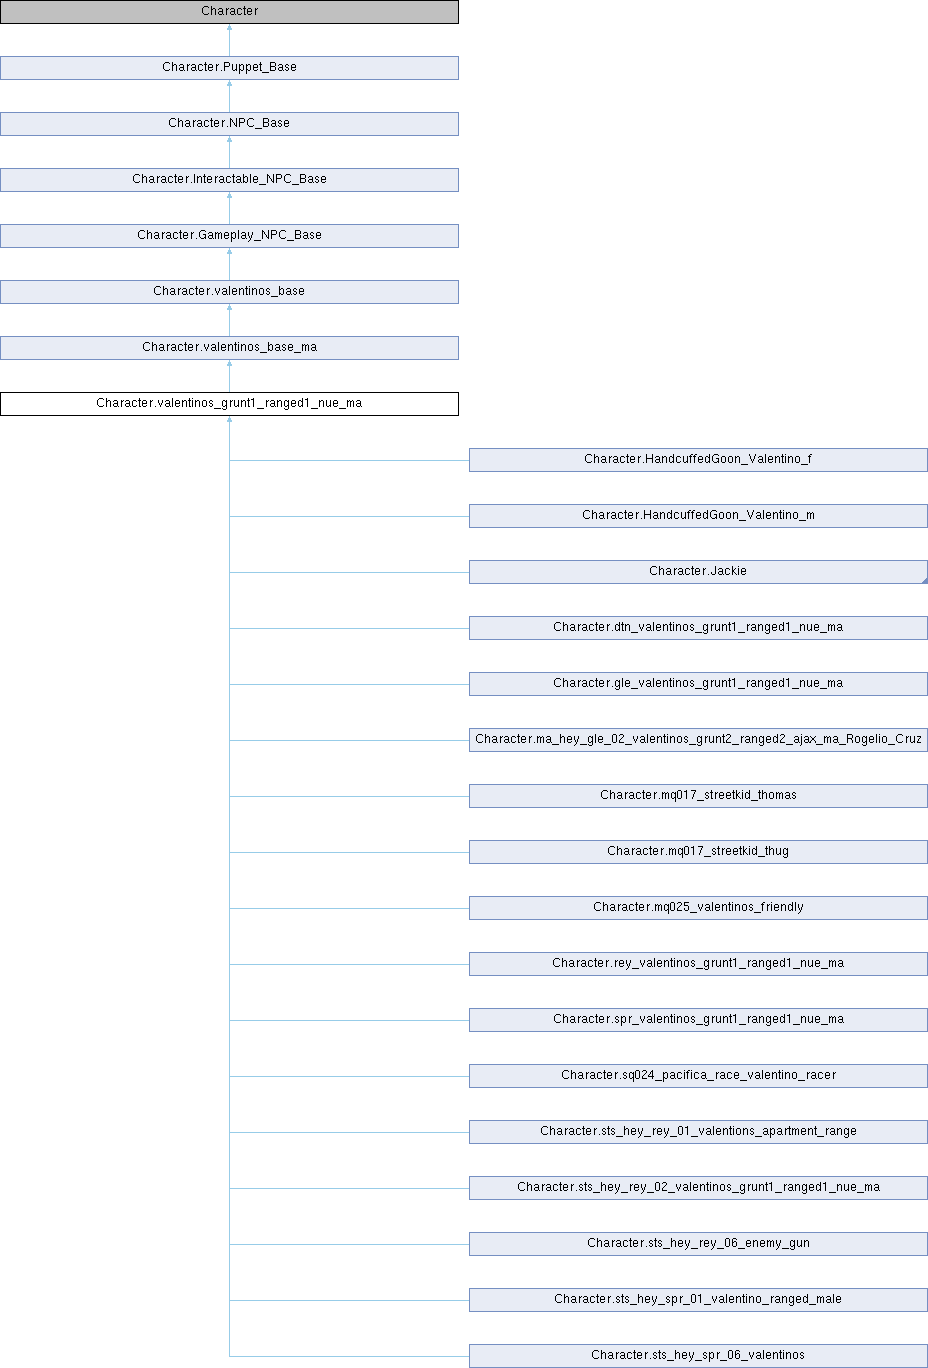 Character
Character.Puppet_Base
Character.NPC_Base
Character.Interactable_NPC_Base
Character.Gameplay_NPC_Base
Character.valentinos_base
Character.valentinos_base_ma
Character.valentinos_grunt1_ranged1_nue_ma
Character.HandcuffedGoon_Valentino_f
Character.HandcuffedGoon_Valentino_m
Character.Jackie
Character.dtn_valentinos_grunt1_ranged1_nue_ma
Character.gle_valentinos_grunt1_ranged1_nue_ma
Character.ma_hey_gle_02_valentinos_grunt2_ranged2_ajax_ma_Rogelio_Cruz
Character.mq017_streetkid_thomas
Character.mq017_streetkid_thug
Character.mq025_valentinos_friendly
Character.rey_valentinos_grunt1_ranged1_nue_ma
Character.spr_valentinos_grunt1_ranged1_nue_ma
Character.sq024_pacifica_race_valentino_racer
Character.sts_hey_rey_01_valentions_apartment_range
Character.sts_hey_rey_02_valentinos_grunt1_ranged1_nue_ma
Character.sts_hey_rey_06_enemy_gun
Character.sts_hey_spr_01_valentino_ranged_male
Character.sts_hey_spr_06_valentinos